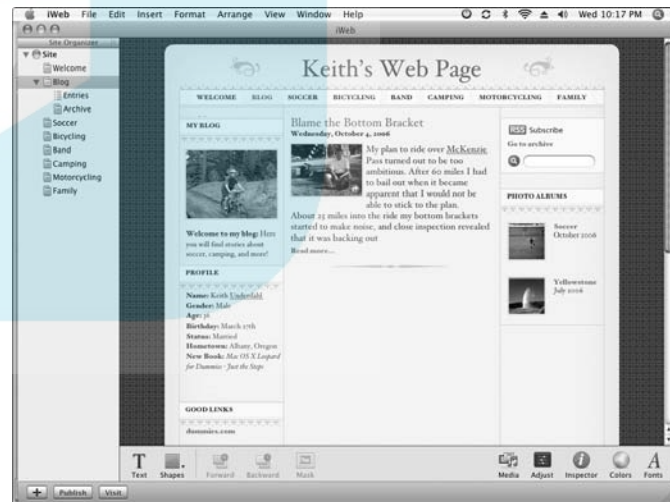 iWeb File Edit Insert Format Arrange View Window Help Wed 10:17 PM
iWeb
Site Organizer
Site
Welcome
Blog
Entries
Archive
Soccer
Bicycling
Band
Camping
Motorcycling
Family
Keith's Web Page
WELCOME BLOG SOCCER BICYCLING BAND CAMPING MOTORCYCLING FAMILY
MY BLOG
Welcome to my blog: Here
you will find stories about
soccer, camping, and more!
PROFILE
Name: Keith Underdahl
Gender: Male
Age: 36
Birthday: March 27th
Status: Married
Hometown: Albany, Oregon
New Book: Mac OS X Leopard
for Dummies - Just the Steps
GOOD LINKS
dummies.com
Blame the Bottom Bracket
Wednesday, October 4, 2006
My plan to ride over McKenzie
Pass turned out to be too
ambitious. After 60 miles I had
to bail out when it became
apparent that I would not be
able to stick to the plan.
About 25 miles into the ride my bottom brackets
started to make noise, and close inspection revealed
that it was backing out
Read more...
RSS Subscribe
Go to archive
PHOTO ALBUMS
Soccer
October 2006
Yellowstone
July 2006
T
Text Shapes Forward Backward Mask Media Adjust Inspector Colors Fonts
Publish Visit